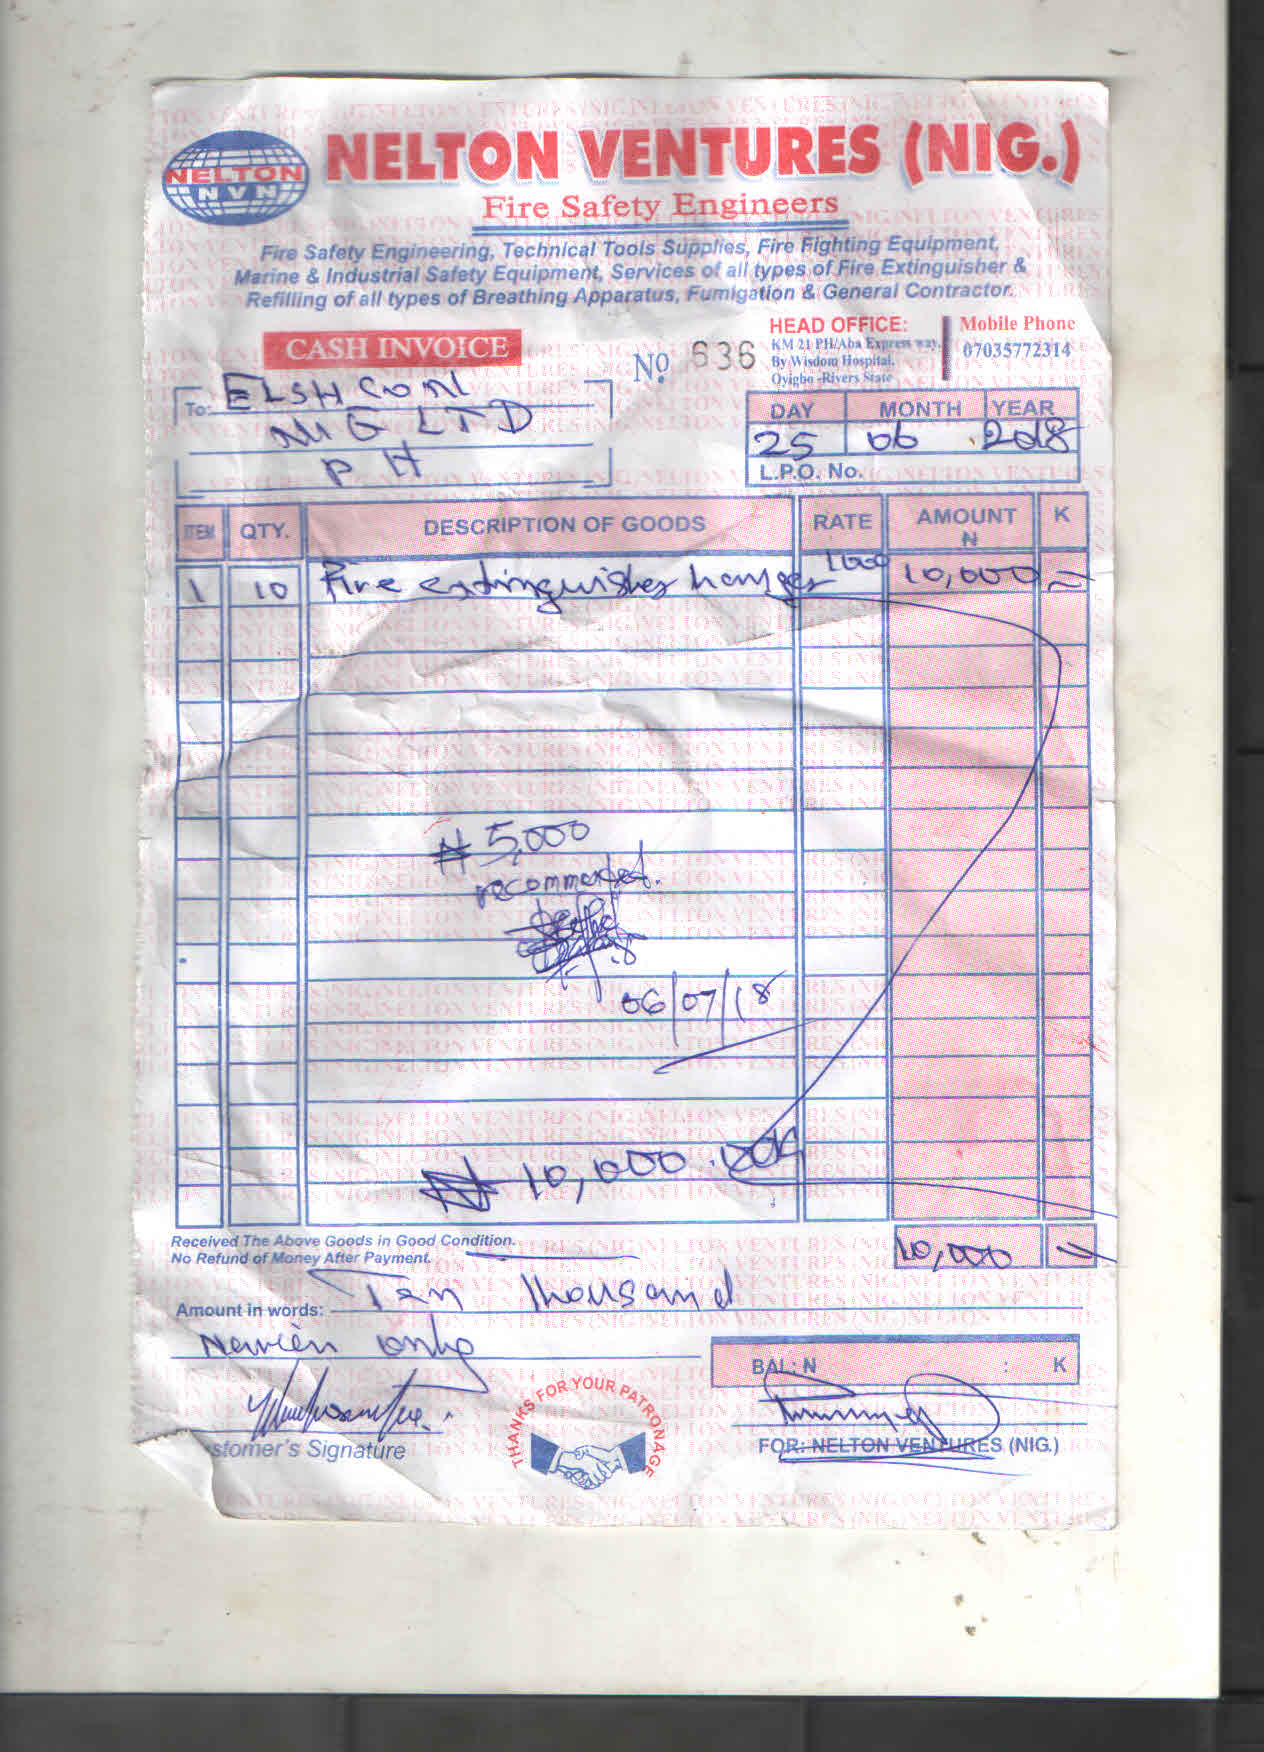 NELTON
NVN
NELTON VENTURES (NIG.)
Fire Safety Engineers
Fire Safety Engineering, Technical Tools Supplies, Fire Fighting Equipment,
Marine & Industrial Safety Equipment, Services of all types of Fire Extinguisher &
Refilling of all types of Breathing Apparatus, Fumigation & General Contractor.
CASH INVOICE
No. 636
HEAD OFFICE:
KM 21 PH/Aba Express way,
By Wisdom Hospital,
Oyigbo -Rivers State
Mobile Phone
07035772314
To: ELSHCON
NIG LTD
PH
DAY MONTH YEAR
25 06 2018
L.P.O. No.
ITEM QTY. DESCRIPTION OF GOODS RATE AMOUNT N K
1 10 Fire extinguisher hanger 1000 10,000 =
₦ 5,000
recommended.
06/07/18
₦ 10,000 . 00K
Received The Above Goods in Good Condition.
No Refund of Money After Payment.
10,000
Amount in words: Ten thousand
Naira only
BAL: N : K
stomer's Signature
THANKS FOR YOUR PATRONAGE
FOR: NELTON VENTURES (NIG.)